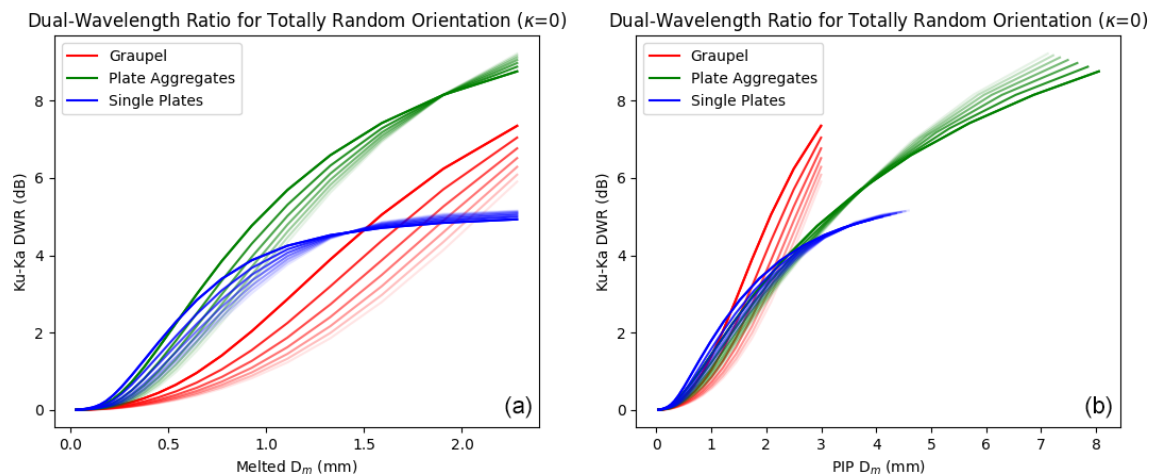 Dual-Wavelength Ratio for Totally Random Orientation (κ=0)
Graupel
Plate Aggregates
Single Plates
8
6
4
2
0
Ku-Ka DWR (dB)
(a)
0.0 0.5 1.0 1.5 2.0
Melted Dₘ (mm)
Dual-Wavelength Ratio for Totally Random Orientation (κ=0)
Graupel
Plate Aggregates
Single Plates
8
6
4
2
0
Ku-Ka DWR (dB)
(b)
0 1 2 3 4 5 6 7 8
PIP Dₘ (mm)